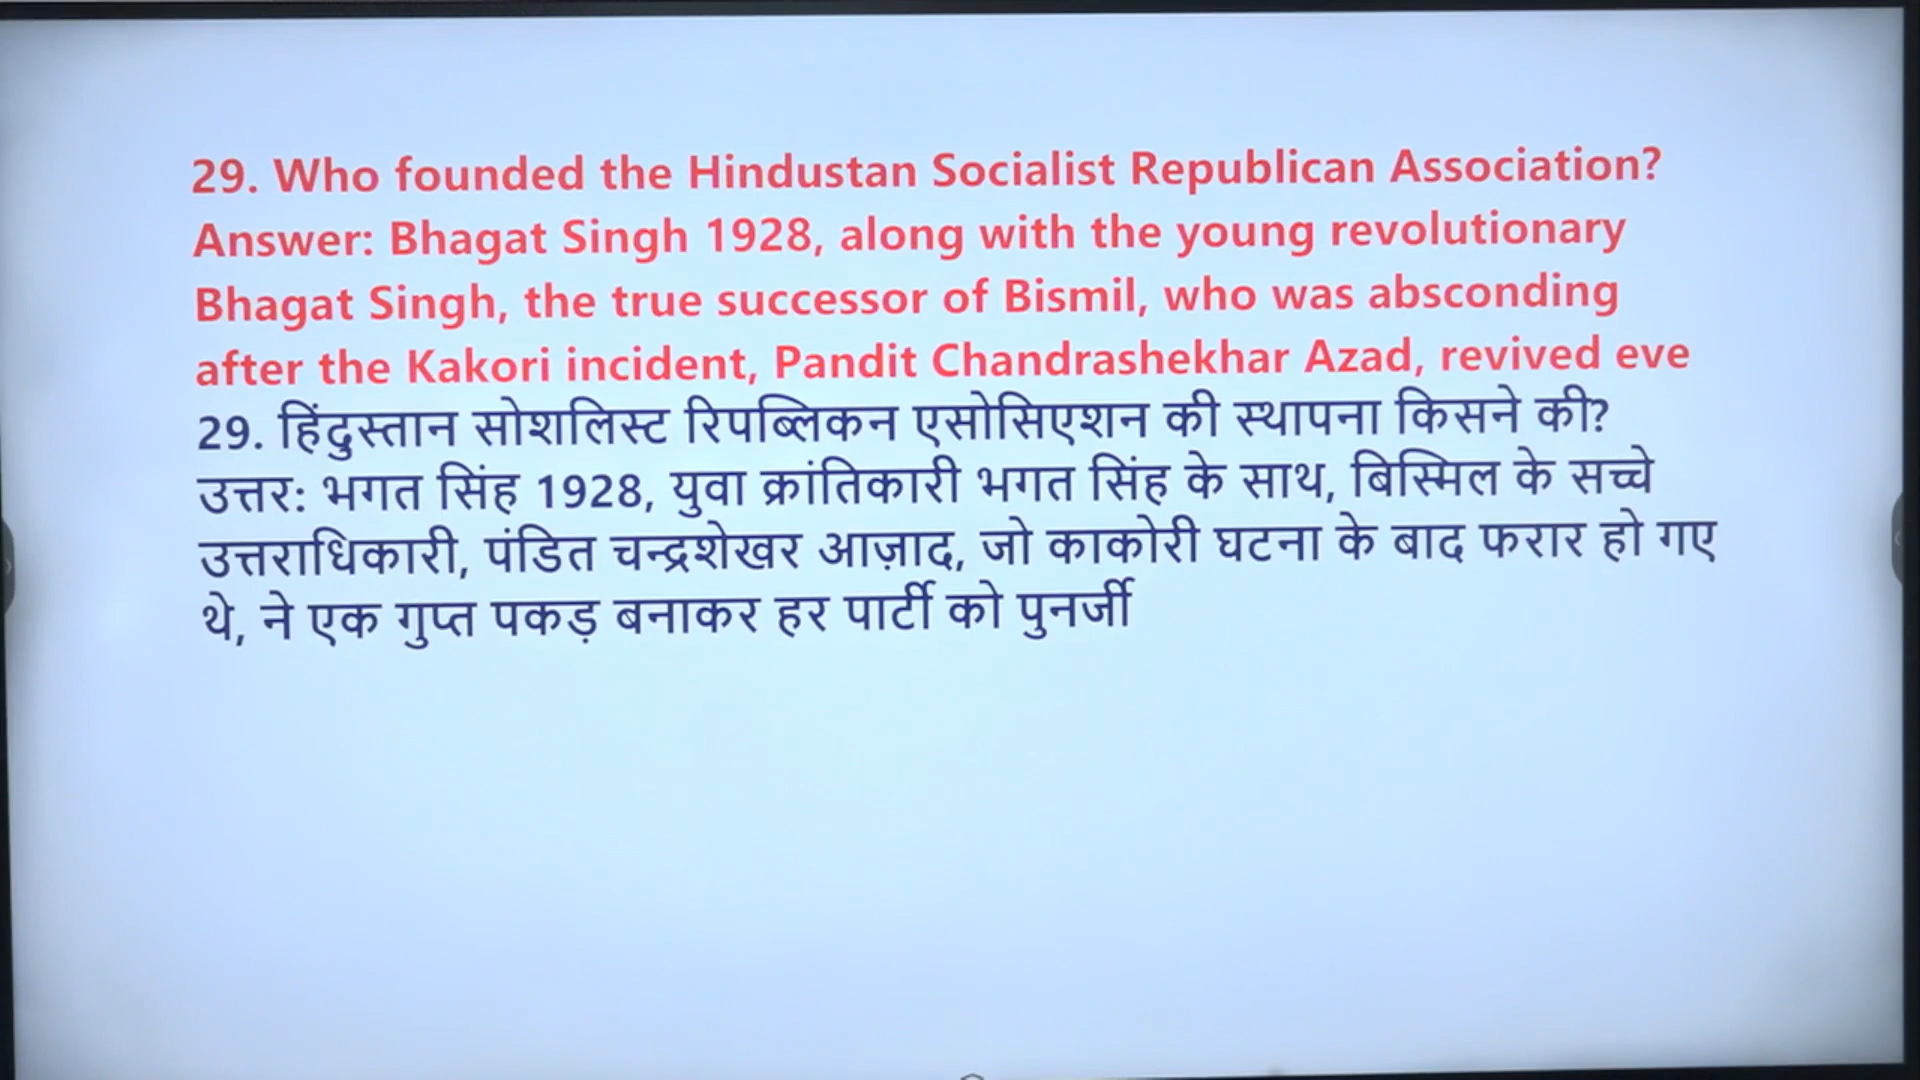 29. Who founded the Hindustan Socialist Republican Association?
Answer: Bhagat Singh 1928, along with the young revolutionary
Bhagat Singh, the true successor of Bismil, who was absconding
after the Kakori incident, Pandit Chandrashekhar Azad, revived eve
29. हिंदुस्तान सोशलिस्ट रिपब्लिकन एसोसिएशन की स्थापना किसने की?
उत्तर: भगत सिंह 1928, युवा क्रांतिकारी भगत सिंह के साथ, बिस्मिल के सच्चे
उत्तराधिकारी, पंडित चन्द्रशेखर आज़ाद, जो काकोरी घटना के बाद फरार हो गए
थे, ने एक गुप्त पकड़ बनाकर हर पार्टी को पुनर्जी